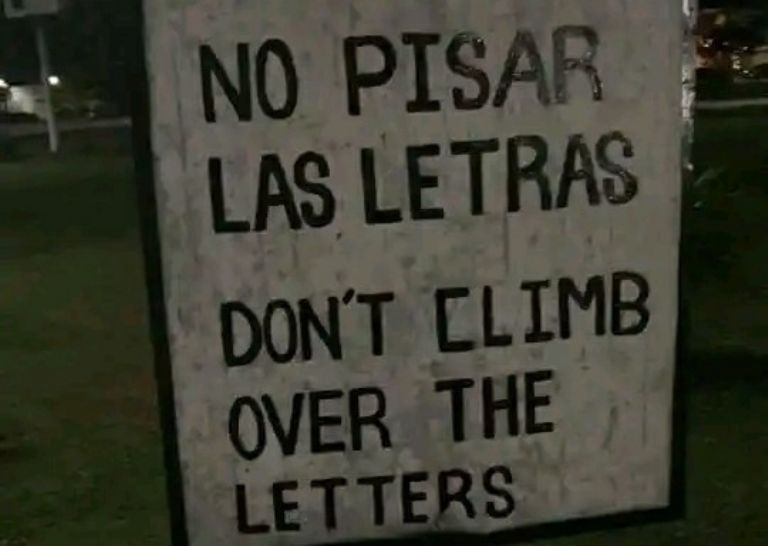 NO PISAR
LAS LETRAS
DON'T CLIMB
OVER THE
LETTERS